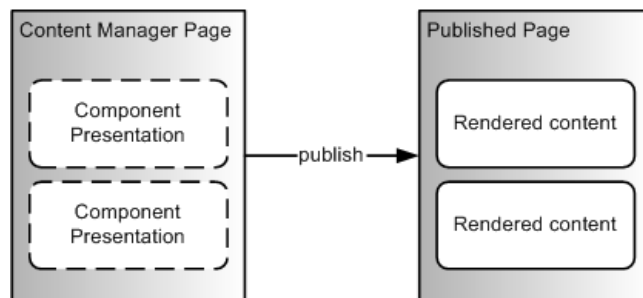 Content Manager Page
Component
Presentation
Component
Presentation
publish
Published Page
Rendered content
Rendered content